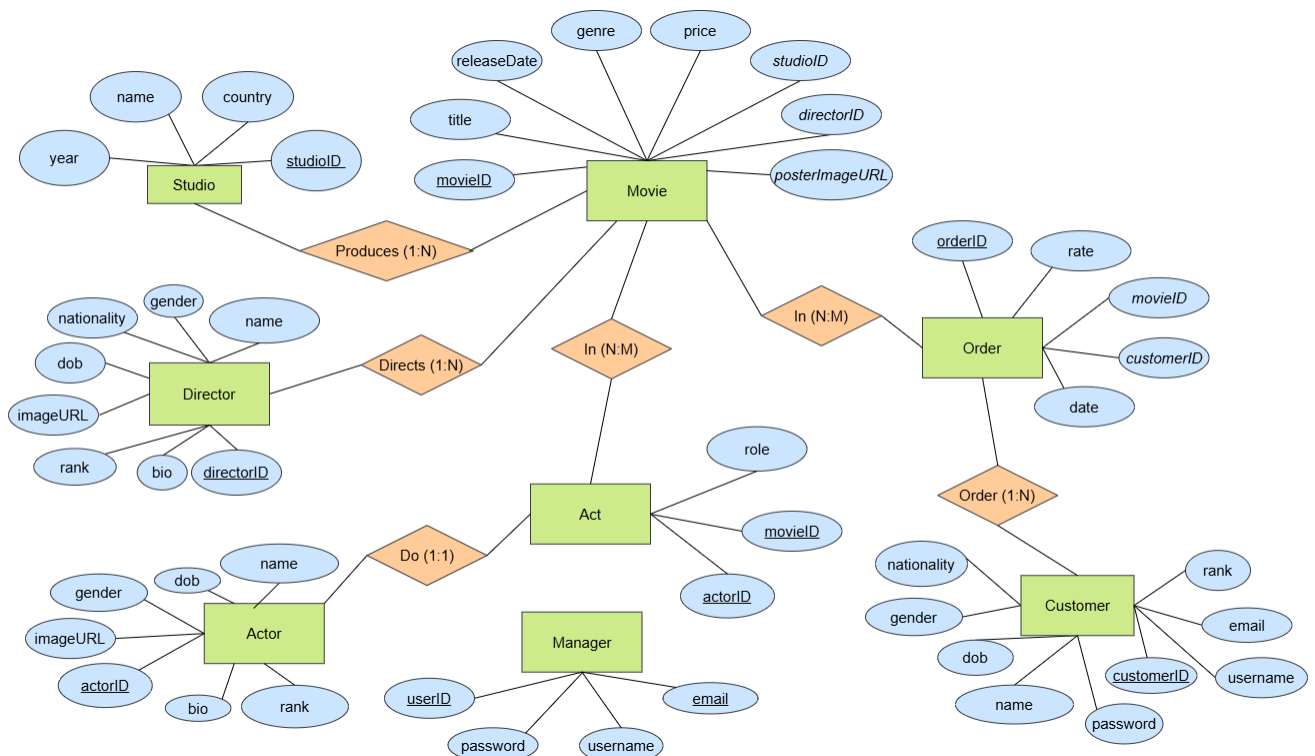 genre
price
releaseDate
studioID
name
country
directorID
title
year
studioID
movieID
posterImageURL
Studio
Movie
Produces (1:N)
orderID
rate
gender
movieID
nationality
name
In (N:M)
In (N:M)
Order
customerID
dob
Directs (1:N)
Director
imageURL
date
rank
bio
directorID
role
Order (1:N)
Act
movieID
name
Do (1:1)
dob
nationality
rank
gender
actorID
Customer
gender
email
imageURL
Actor
Manager
dob
customerID
username
actorID
userID
email
name
bio
rank
password
password
username